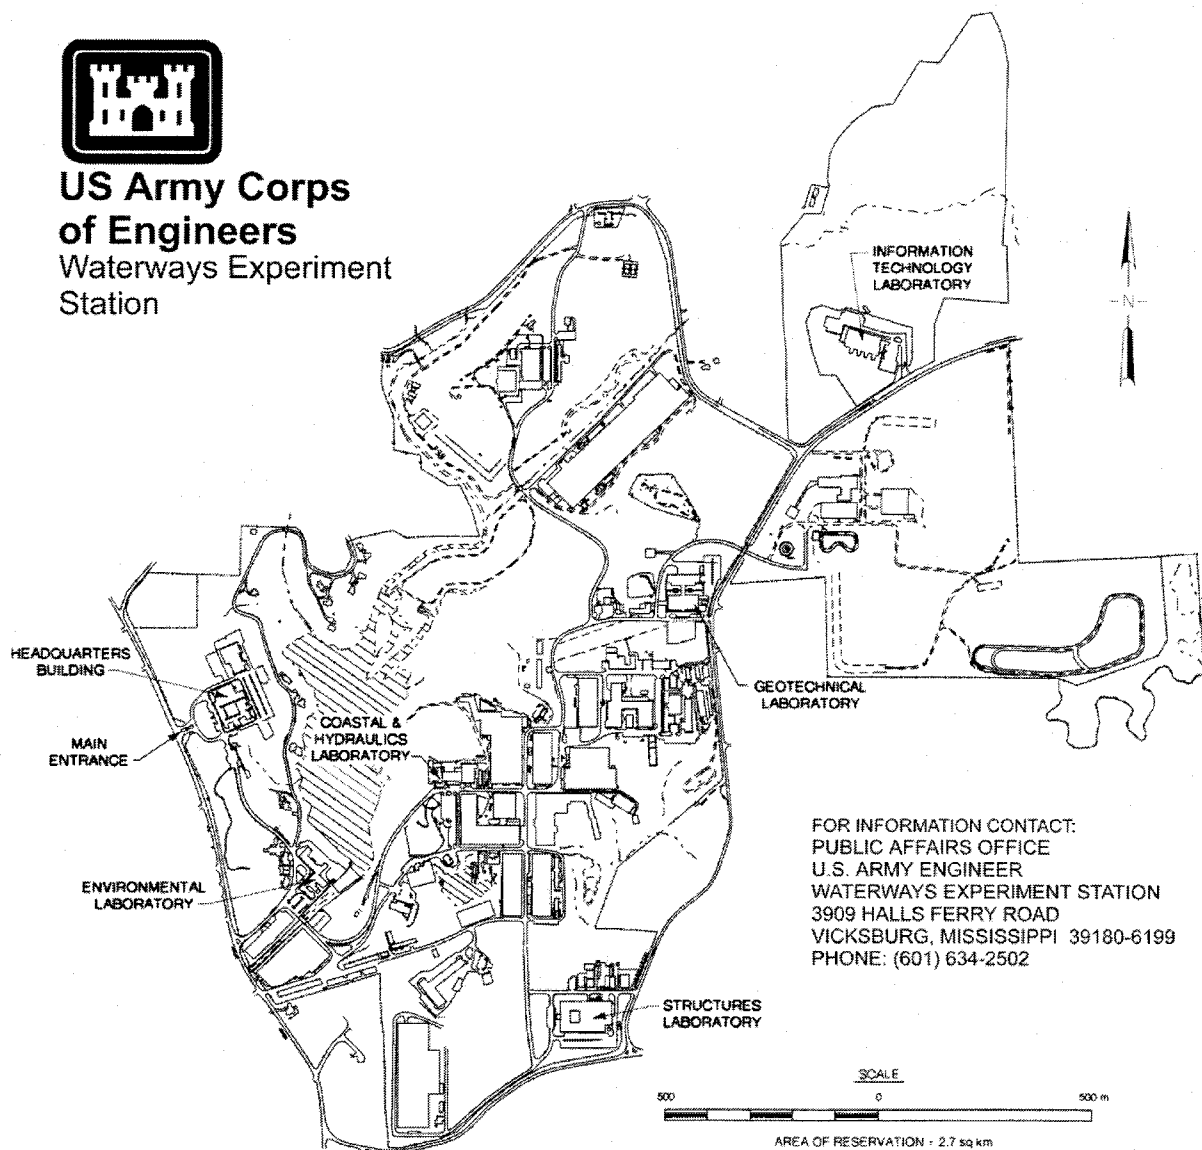 US Army Corps
of Engineers
Waterways Experiment
Station
INFORMATION
TECHNOLOGY
LABORATORY
N
HEADQUARTERS
BUILDING
MAIN
ENTRANCE
COASTAL &
HYDRAULICS
LABORATORY
GEOTECHNICAL
LABORATORY
ENVIRONMENTAL
LABORATORY
FOR INFORMATION CONTACT:
PUBLIC AFFAIRS OFFICE
U.S. ARMY ENGINEER
WATERWAYS EXPERIMENT STATION
3909 HALLS FERRY ROAD
VICKSBURG, MISSISSIPPI 39180-6199
PHONE: (601) 634-2502
STRUCTURES
LABORATORY
SCALE
500 0 500 m
AREA OF RESERVATION = 2.7 sq km